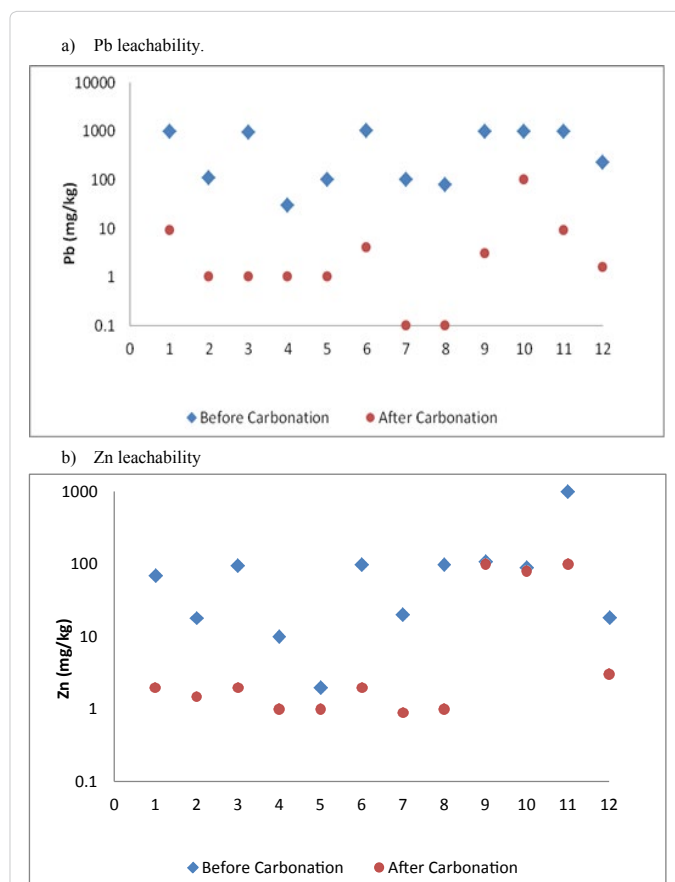 a) Pb leachability.
10000
1000
100
10
1
0.1
Pb (mg/kg)
0 1 2 3 4 5 6 7 8 9 10 11 12
Before Carbonation After Carbonation
b) Zn leachability
1000
100
10
1
0.1
Zn (mg/kg)
0 1 2 3 4 5 6 7 8 9 10 11 12
Before Carbonation After Carbonation